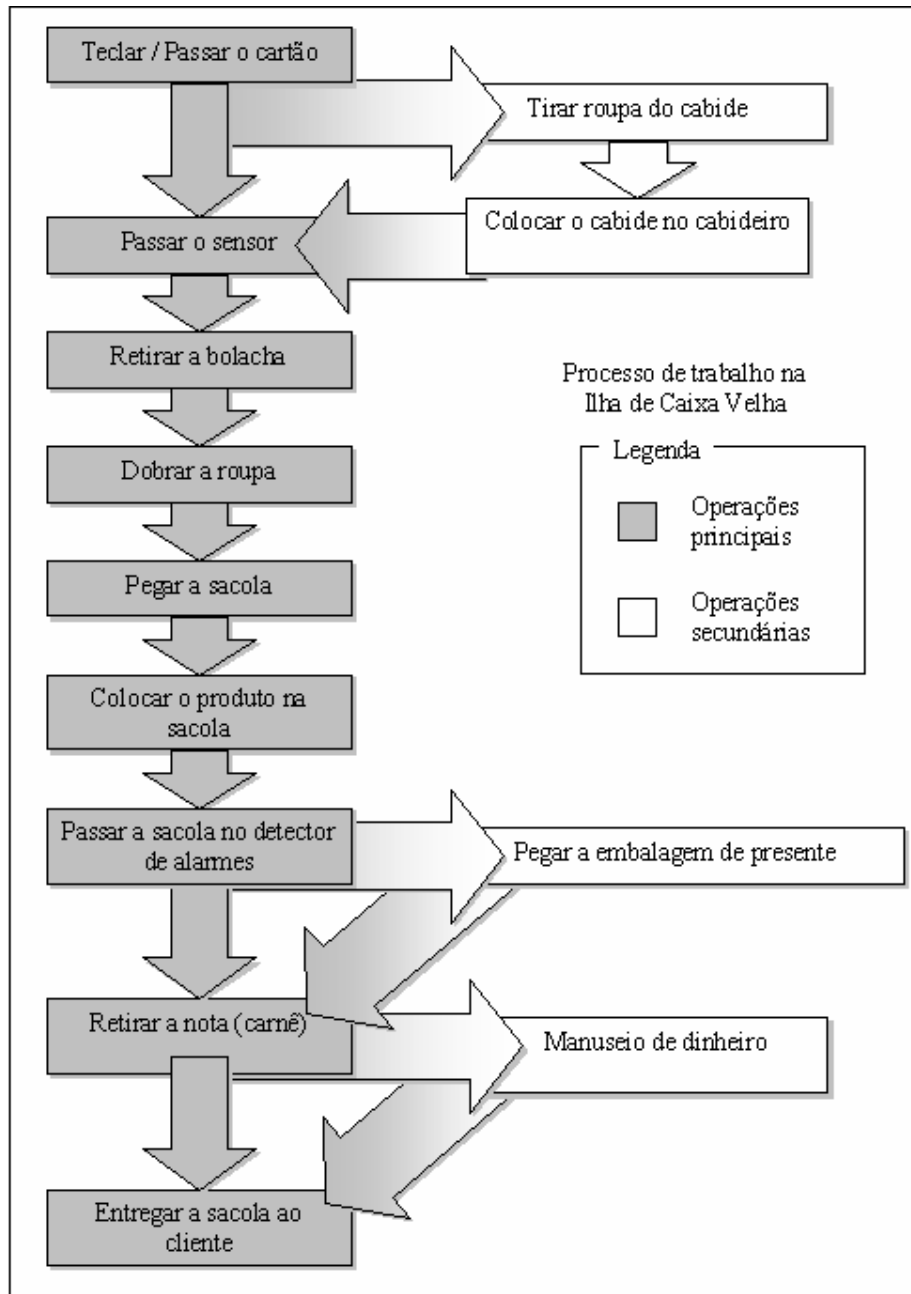 Teclar / Passar o cartão
Tirar roupa do cabide
Colocar o cabide no cabideiro
Passar o sensor
Retirar a bolacha
Processo de trabalho na
Ilha de Caixa Velha
Legenda
Operações
principais
Operações
secundárias
Dobrar a roupa
Pegar a sacola
Colocar o produto na
sacola
Passar a sacola no detector
de alarmes
Pegar a embalagem de presente
Retirar a nota (carnê)
Manuseio de dinheiro
Entregar a sacola ao
cliente